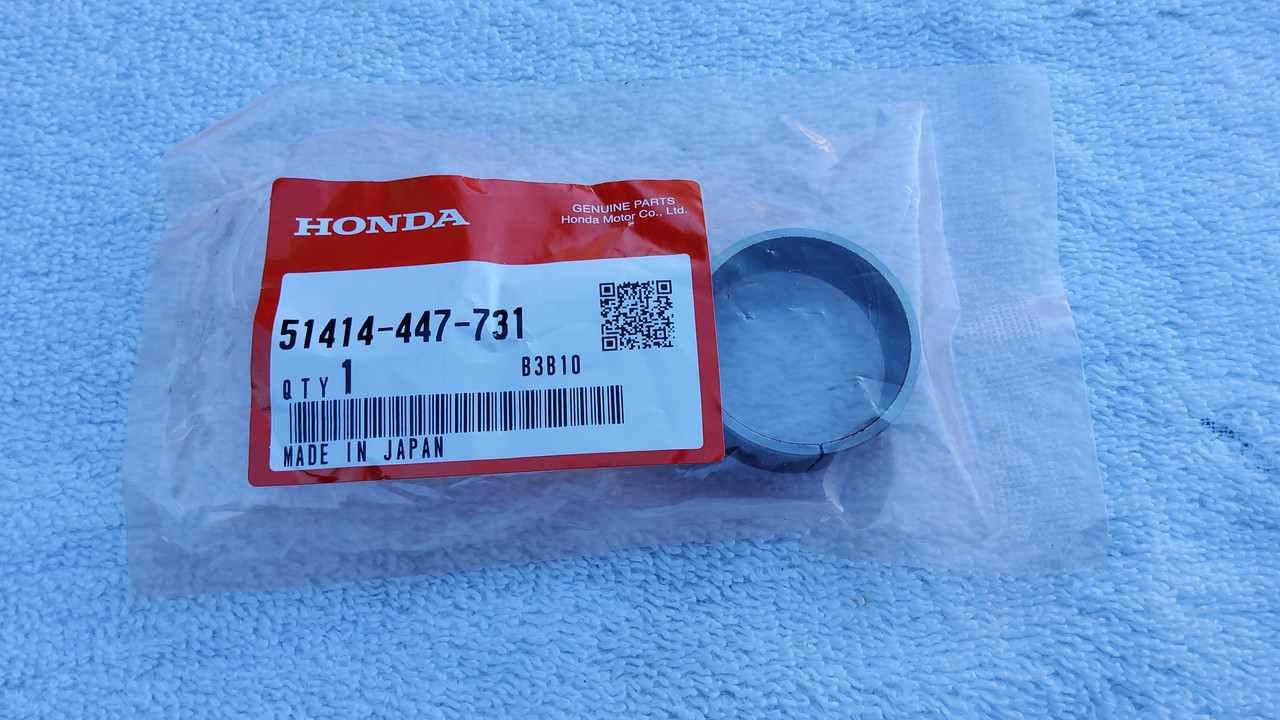 HONDA
GENUINE PARTS
Honda Motor Co., Ltd.
51414-447-731
QTY 1
B3B10
MADE IN JAPAN